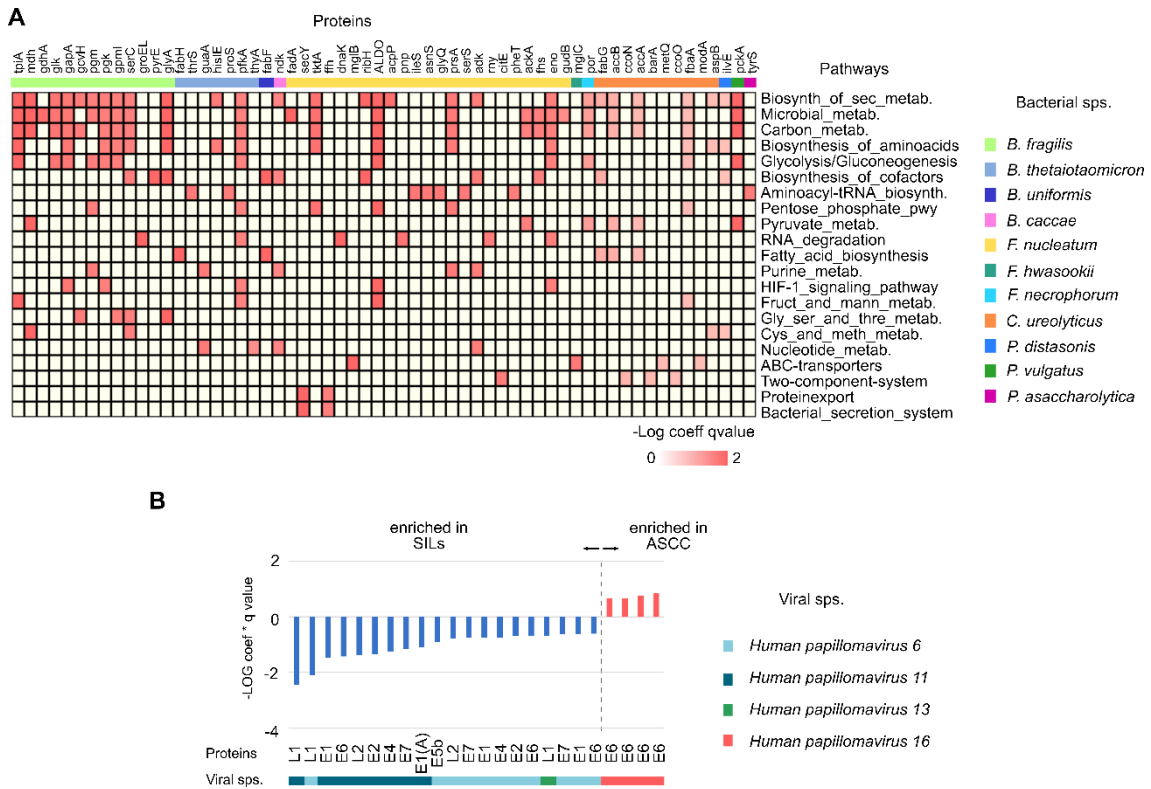 A
Proteins
tpiA mdh gdhA glk gapA gcvH pgm pgk gpmI serC groEL pyrE glyA fabH thrS guaA hislE proS pfkA thyA fabF ndk fadA tktA secY ffh dnaK mglB ribH ALDO acpP pnp ileS asnS glyQ prsA serS adk rny citE cheT ackA fhs eno gudB mglC por fabG accB ccoN accA barA metQ ccoO fbaA modA aspB ilvE pckA tyrS
Pathways
Biosynth_of_sec_metab.
Microbial_metab.
Carbon_metab.
Biosynthesis_of_aminoacids
Glycolysis/Gluconeogenesis
Biosynthesis_of_cofactors
Aminoacyl-tRNA_biosynth.
Pentose_phosphate_pwy
Pyruvate_metab.
RNA_degradation
Fatty_acid_biosynthesis
Purine_metab.
HIF-1_signaling_pathway
Fruct_and_mann_metab.
Gly_ser_and_thre_metab.
Cys_and_meth_metab.
Nucleotide_metab.
ABC-transporters
Two-component-system
Proteinexport
Bacterial_secretion_system
Bacterial sps.
B. fragilis
B. thetaiotaomicron
B. uniformis
B. caccae
F. nucleatum
F. hwasookii
F. necrophorum
C. ureolyticus
P. distasonis
P. vulgatus
P. asaccharolytica
-Log coeff qvalue
0 2
B
enriched in
SILs
enriched in
ASCC
-LOG coef * q value
2
0
-2
-4
Proteins
L1 L1 E1 E6 L2 E2 E4 E7 E1(A) E5b L2 E7 E1 E4 E2 E6 L1 E7 E1 E6 E6 E6 E6 E6
Viral sps.
Viral sps.
Human papillomavirus 6
Human papillomavirus 11
Human papillomavirus 13
Human papillomavirus 16